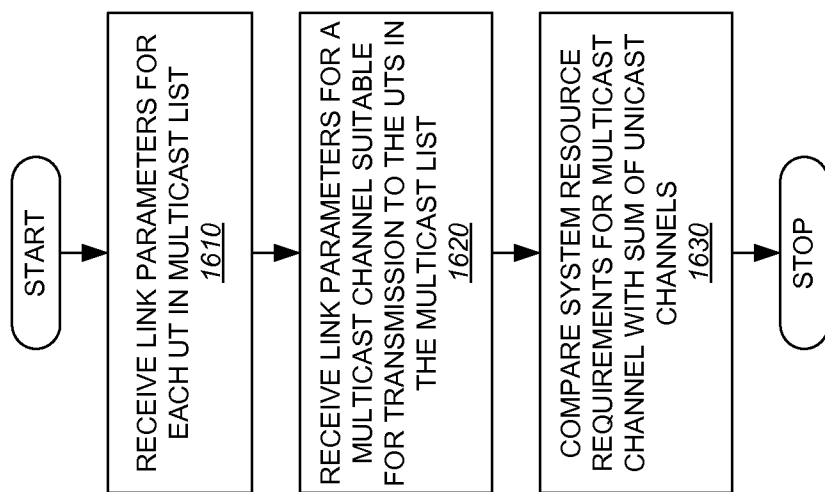 START
RECEIVE LINK PARAMETERS FOR
EACH UT IN MULTICAST LIST
1610
RECEIVE LINK PARAMETERS FOR A
MULTICAST CHANNEL SUITABLE
FOR TRANSMISSION TO THE UTS IN
THE MULTICAST LIST
1620
COMPARE SYSTEM RESOURCE
REQUIREMENTS FOR MULTICAST
CHANNEL WITH SUM OF UNICAST
CHANNELS
1630
STOP